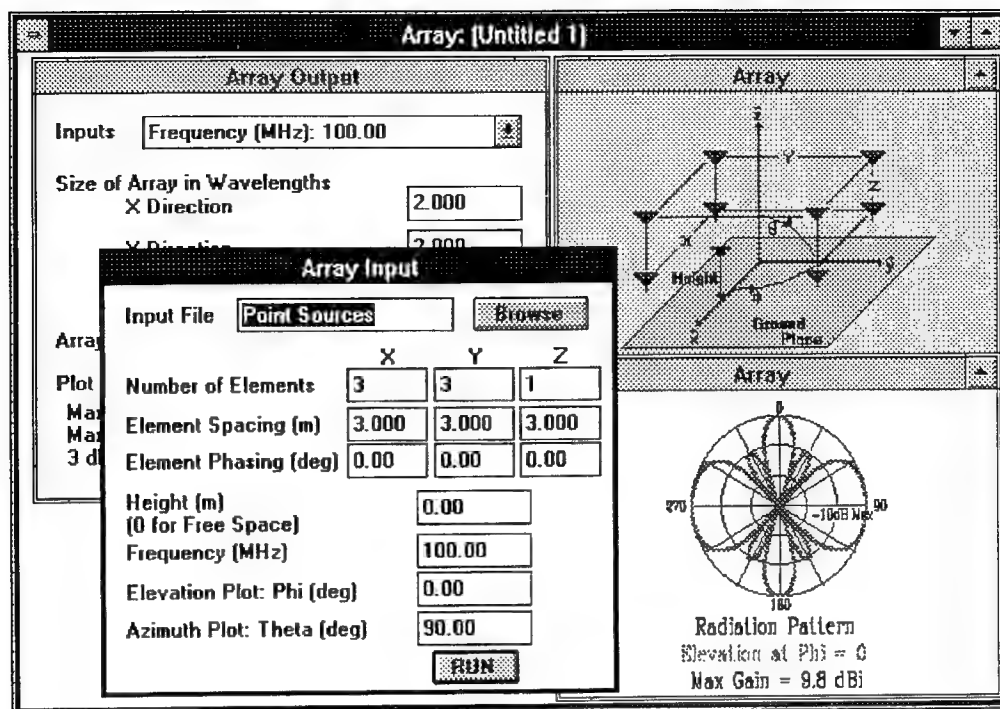 Array: (Untitled 1)
Array Output
Inputs Frequency (MHz): 100.00
Size of Array in Wavelengths
X Direction 2.000
Y Direction 2.000
Array
Plot
Max
Max
3 d
Array Input
Input File Point Sources Browse
X Y Z
Number of Elements 3 3 1
Element Spacing (m) 3.000 3.000 3.000
Element Phasing (deg) 0.00 0.00 0.00
Height (m) 0.00
(0 for Free Space)
Frequency (MHz) 100.00
Elevation Plot: Phi (deg) 0.00
Azimuth Plot: Theta (deg) 90.00
RUN
Array
Z
Y
Z
X
θ
Height
Y
X
Ground
Plane
Array
0
270
-10dB Max
90
180
Radiation Pattern
Elevation at Phi = 0
Max Gain = 9.8 dBi